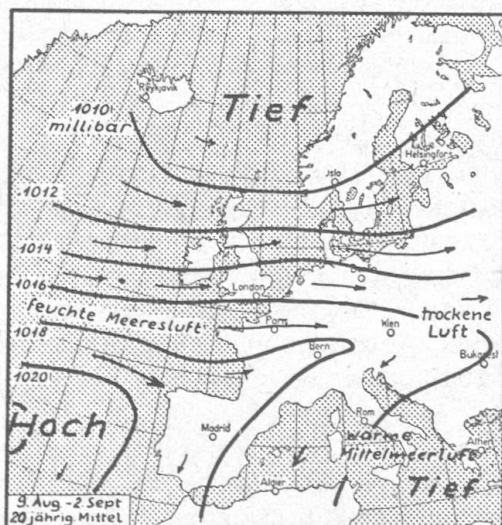 Reykjavik
Tief
1010
millibar
Helsingfors
Jslo
1012
1014
1016
London
feuchte Meeresluft
Paris
Wien
trockene
Luft
1018
Bern
Bukarest
1020
Hoch
Madrid
Rom
warme
Mittelmeerluft
Athen
Tief
Algier
9. Aug - 2. Sept
20 jährig Mittel